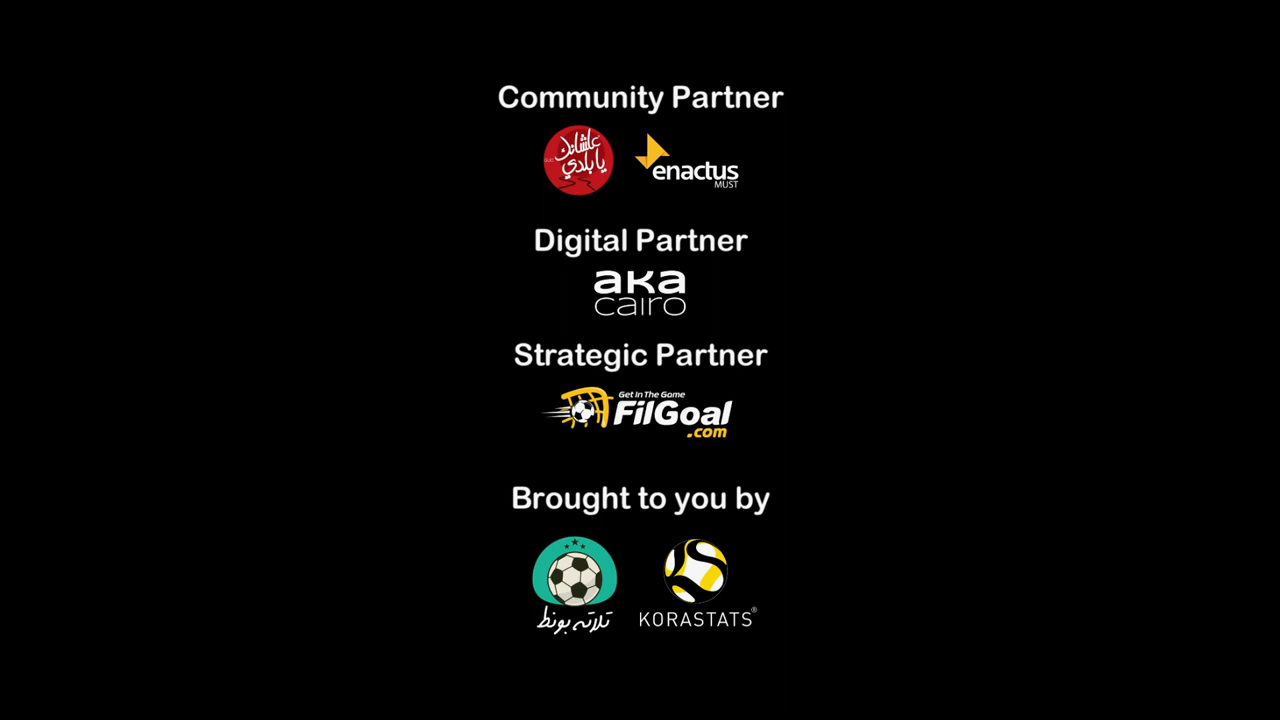 Community Partner
علشانك
يا بلدي
enactus
MUST
Digital Partner
aka
cairo
Strategic Partner
Get In The Game
FilGoal
.com
Brought to you by
تلاته بونط
KORASTATS®